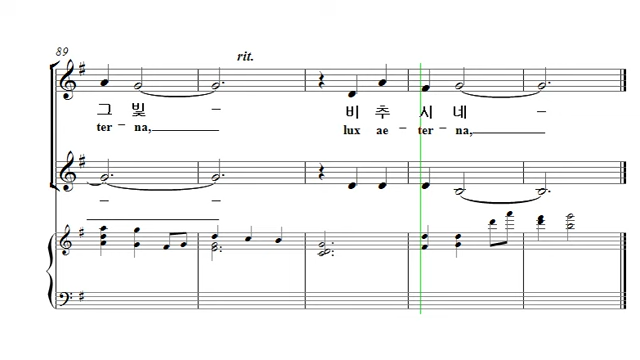 89
rit.
그 빛 – 비 추 시 네 –
ter – na, lux ae – ter – na,
– –